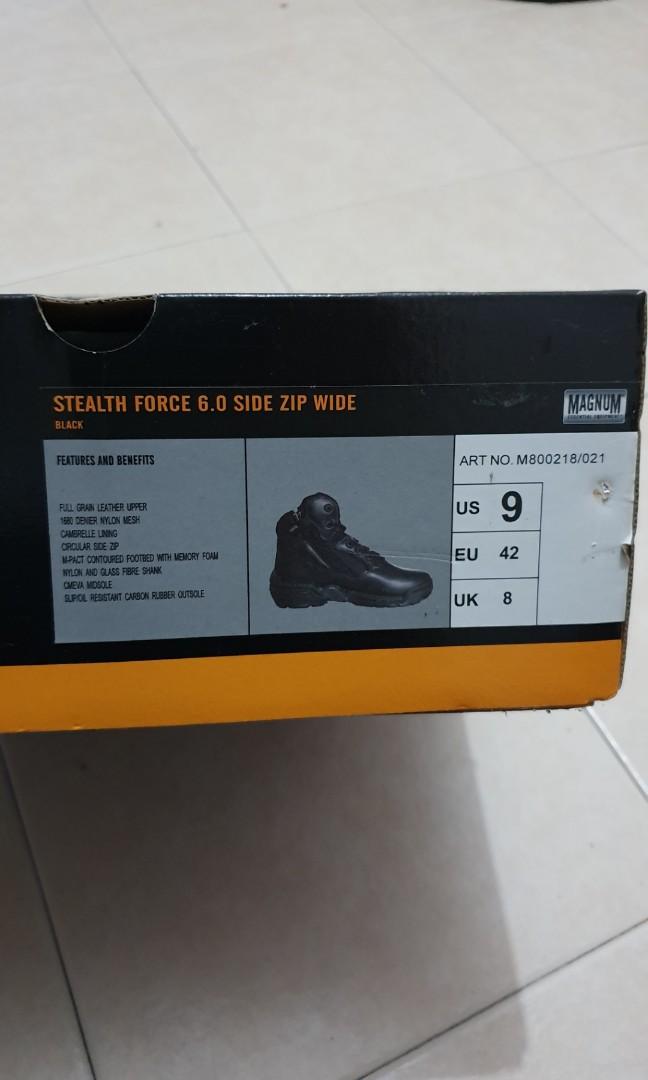 STEALTH FORCE 6.0 SIDE ZIP WIDE
BLACK
MAGNUM
ESSENTIAL EQUIPMENT
FEATURES AND BENEFITS
FULL GRAIN LEATHER UPPER
1680 DENIER NYLON MESH
CAMBRELLE LINING
CIRCULAR SIDE ZIP
M-PACT CONTOURED FOOTBED WITH MEMORY FOAM
NYLON AND GLASS FIBRE SHANK
CMEVA MIDSOLE
SLIP/OIL RESISTANT CARBON RUBBER OUTSOLE
ART NO. M800218/021
US 9
EU 42
UK 8